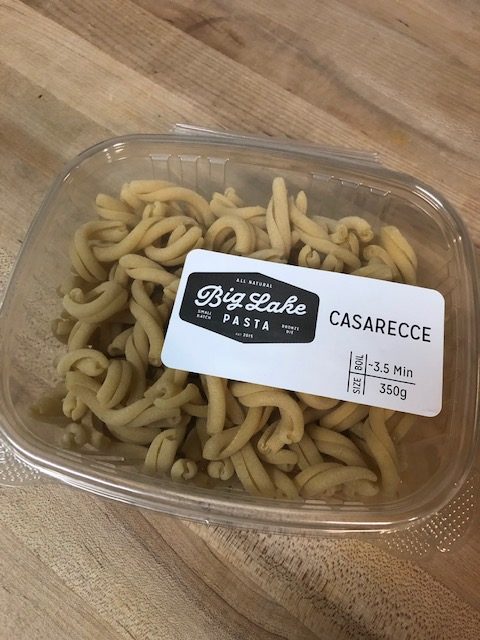 ALL NATURAL
Big Lake
SMALL BATCH
PASTA
BRONZE DIE
EST 2015
CASARECCE
BOIL ~3.5 Min
SIZE 350g